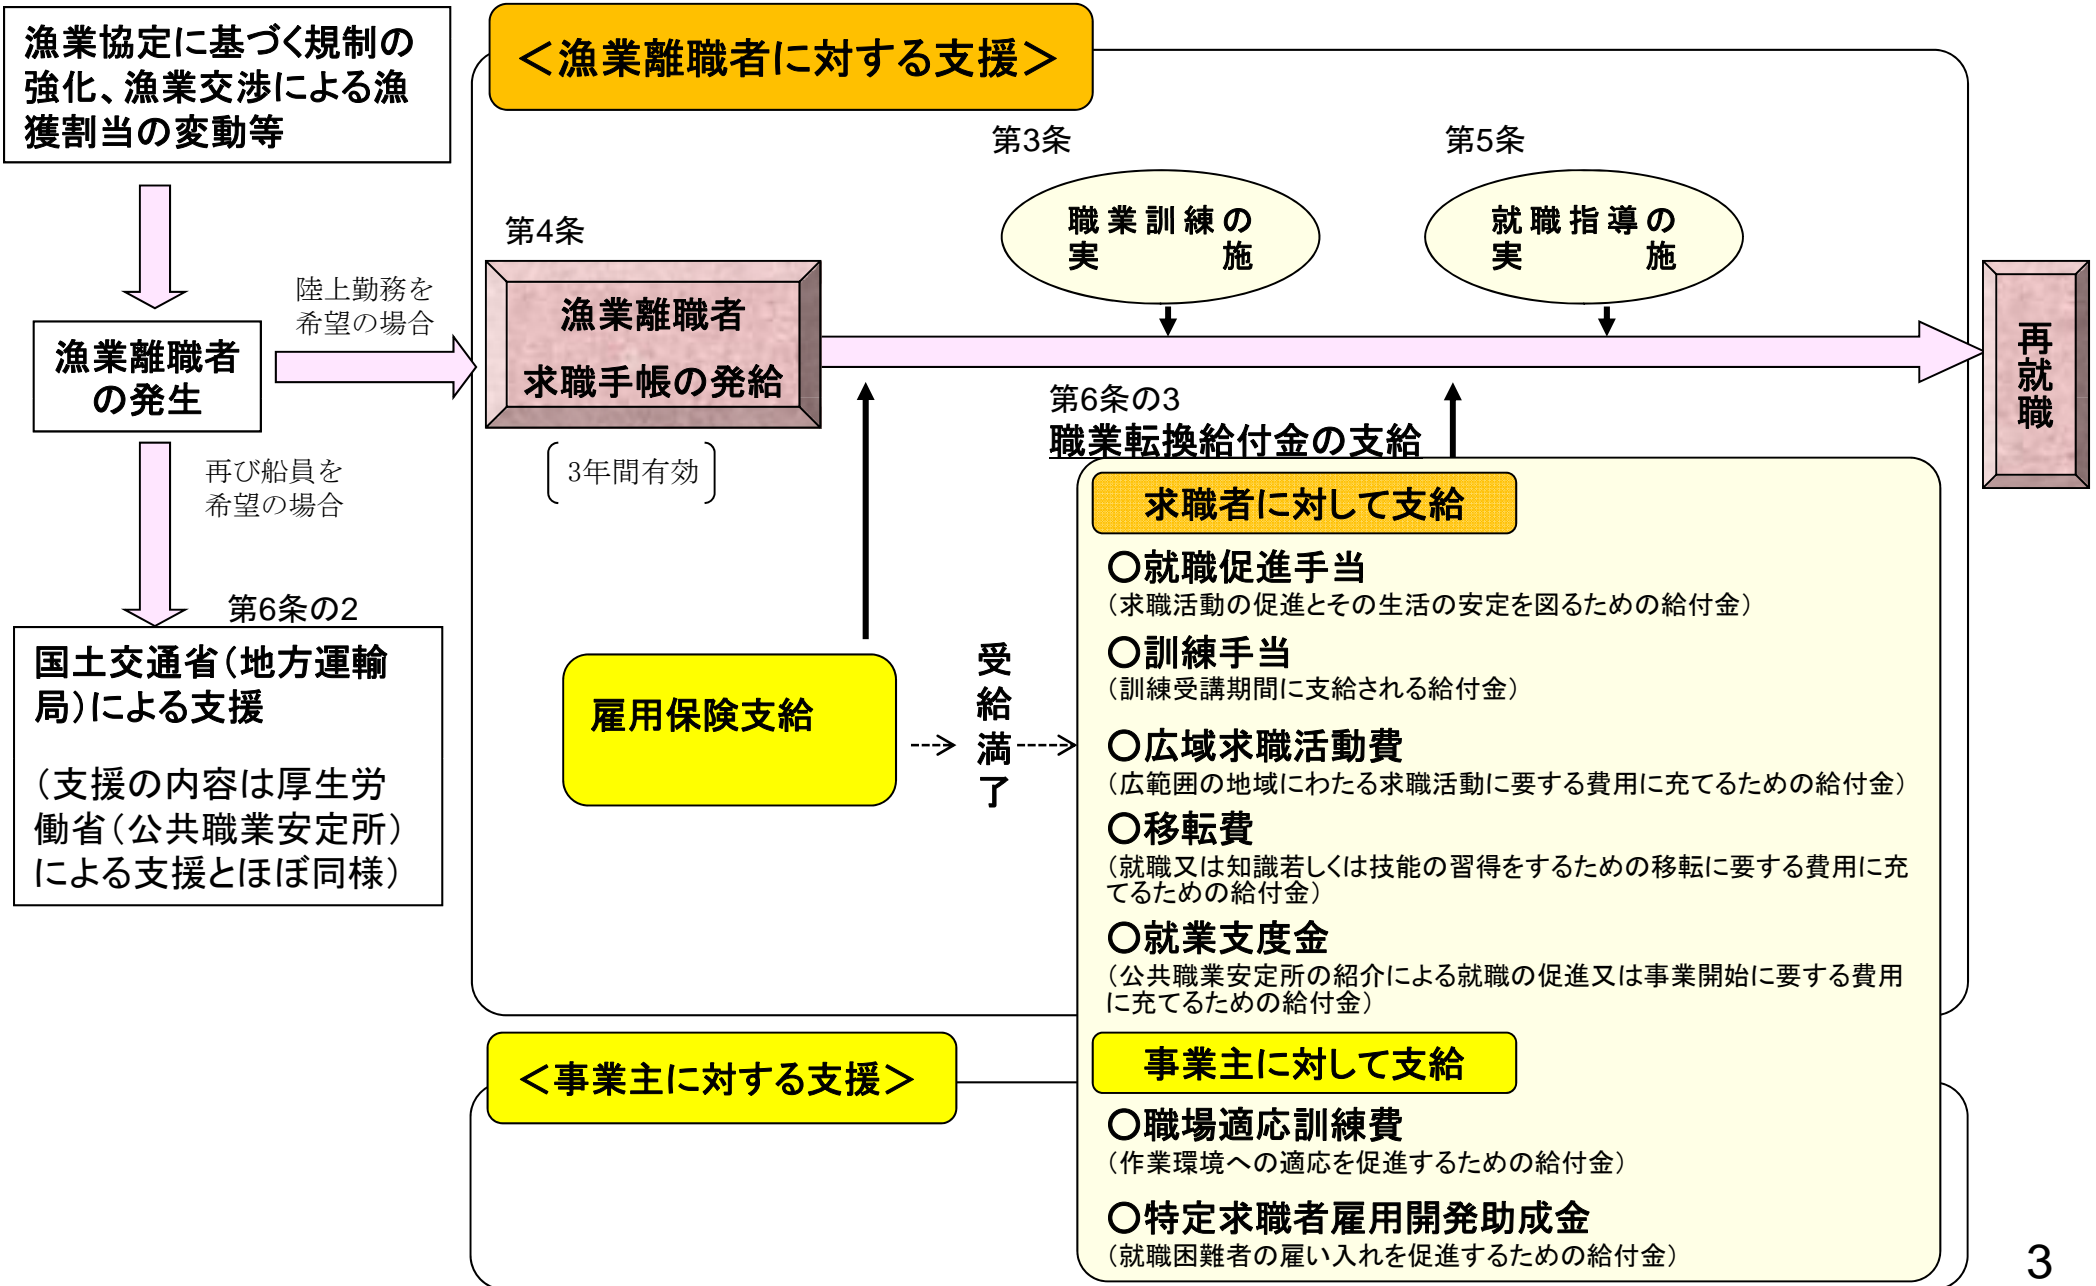 漁業協定に基づく規制の
強化、漁業交渉による漁
獲割当の変動等
漁業離職者
の発生
陸上勤務を
希望の場合
再び船員を
希望の場合
第6条の2
国土交通省（地方運輸
局）による支援
（支援の内容は厚生労
働省（公共職業安定所）
による支援とほぼ同様）
＜漁業離職者に対する支援＞
第4条
漁業離職者
求職手帳の発給
3年間有効
第3条
職業訓練の
実施
第5条
就職指導の
実施
再就職
雇用保険支給
受給満了
第6条の3
職業転換給付金の支給
求職者に対して支給
○就職促進手当
（求職活動の促進とその生活の安定を図るための給付金）
○訓練手当
（訓練受講期間に支給される給付金）
○広域求職活動費
（広範囲の地域にわたる求職活動に要する費用に充てるための給付金）
○移転費
（就職又は知識若しくは技能の習得をするための移転に要する費用に充
てるための給付金）
○就業支度金
（公共職業安定所の紹介による就職の促進又は事業開始に要する費用
に充てるための給付金）
＜事業主に対する支援＞
事業主に対して支給
○職場適応訓練費
（作業環境への適応を促進するための給付金）
○特定求職者雇用開発助成金
（就職困難者の雇い入れを促進するための給付金）
3